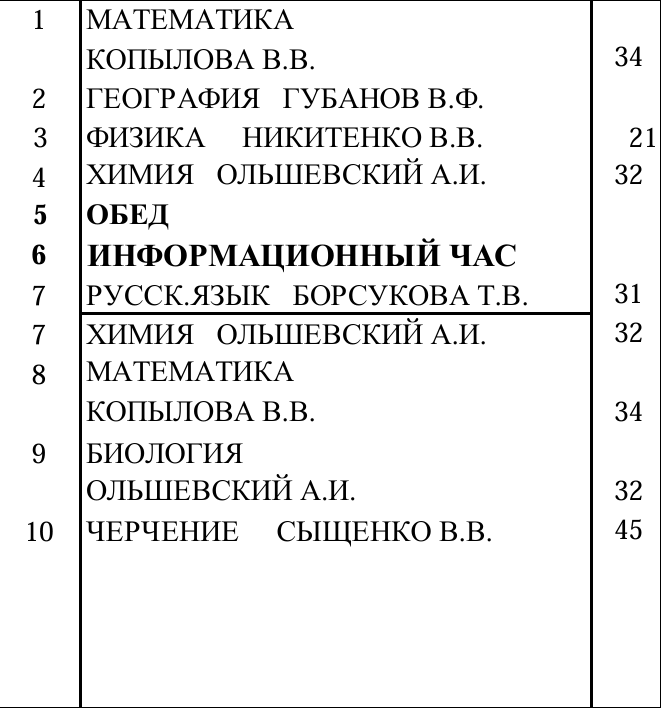 1 МАТЕМАТИКА
КОПЫЛОВА В.В. 34
2 ГЕОГРАФИЯ ГУБАНОВ В.Ф.
3 ФИЗИКА НИКИТЕНКО В.В. 21
4 ХИМИЯ ОЛЬШЕВСКИЙ А.И. 32
5 ОБЕД
6 ИНФОРМАЦИОННЫЙ ЧАС
7 РУССК.ЯЗЫК БОРСУКОВА Т.В. 31
7 ХИМИЯ ОЛЬШЕВСКИЙ А.И. 32
8 МАТЕМАТИКА
КОПЫЛОВА В.В. 34
9 БИОЛОГИЯ
ОЛЬШЕВСКИЙ А.И. 32
10 ЧЕРЧЕНИЕ СЫЩЕНКО В.В. 45